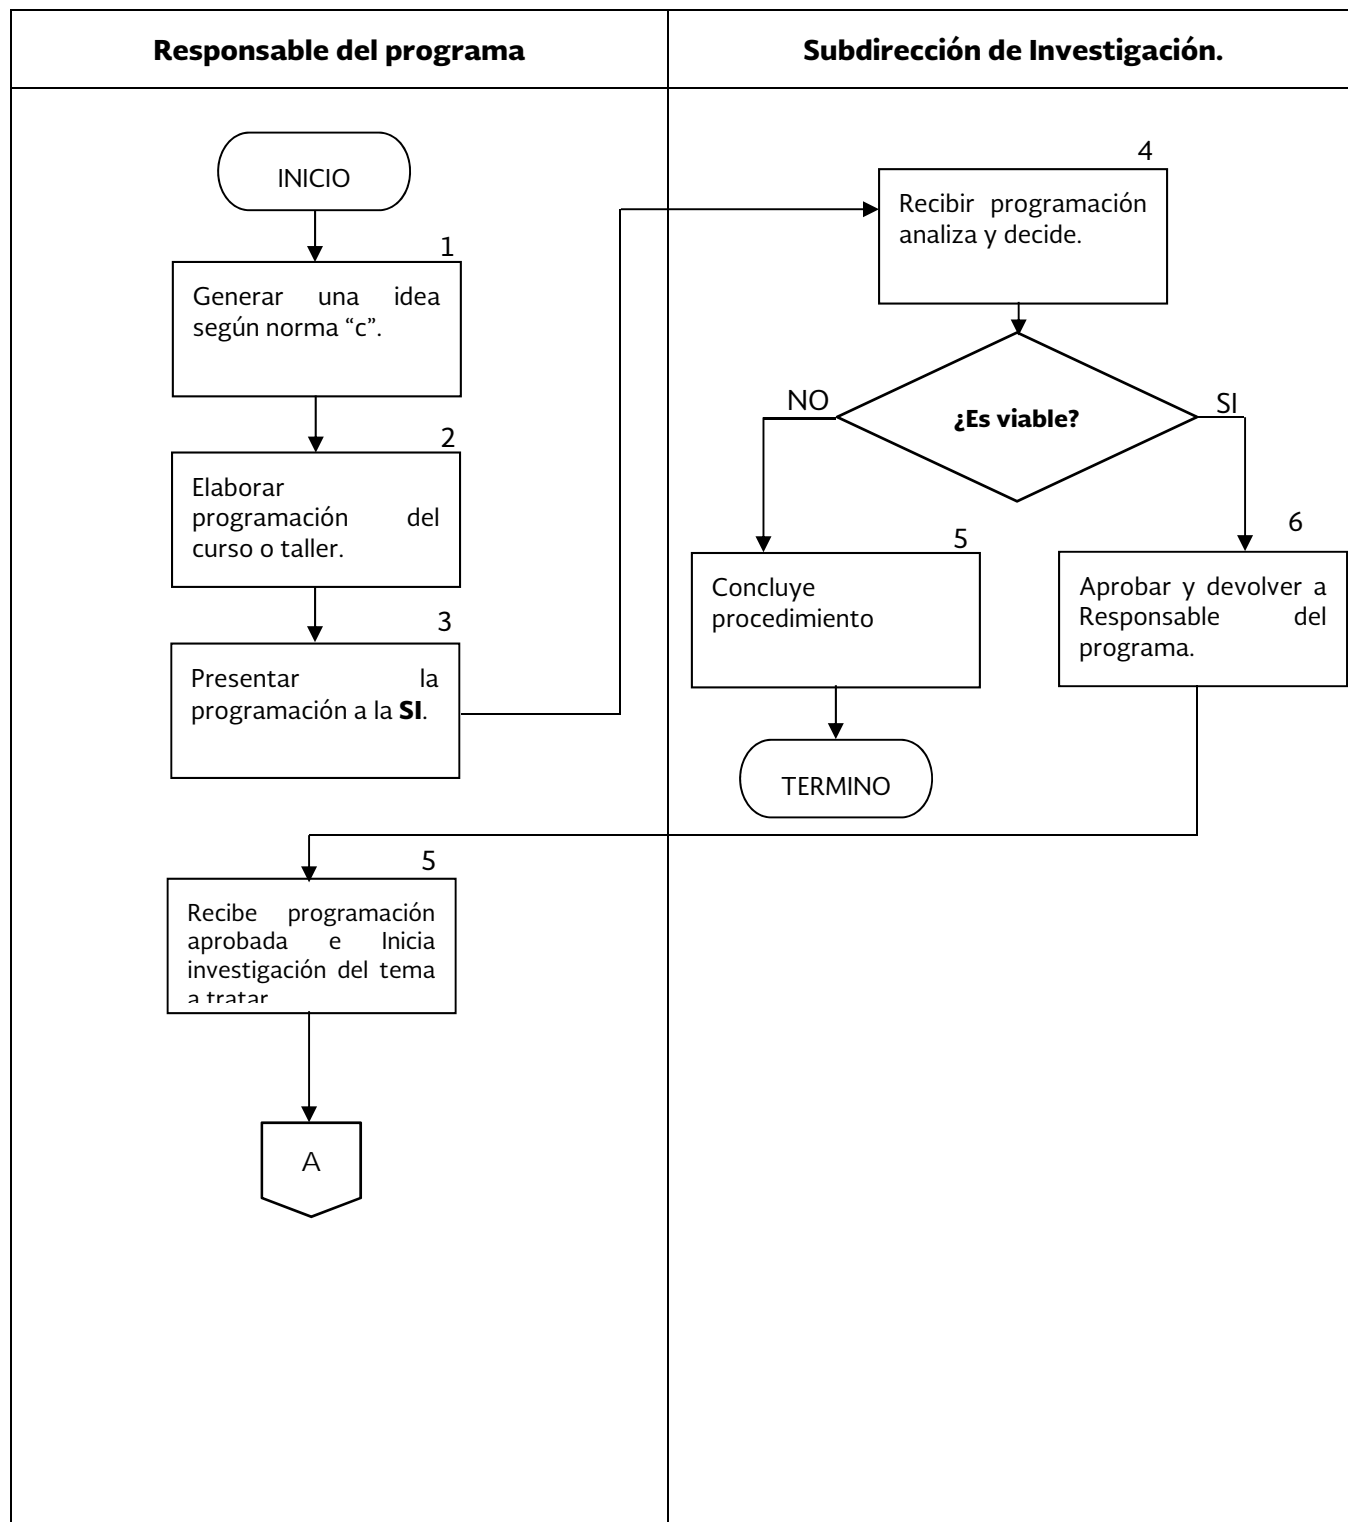 Responsable del programa
Subdirección de Investigación.
INICIO
1
Generar una idea
según norma “c”.
2
Elaborar
programación del
curso o taller.
3
Presentar la
programación a la SI.
4
Recibir programación
analiza y decide.
¿Es viable?
NO
SI
5
Concluye
procedimiento
TERMINO
6
Aprobar y devolver a
Responsable del
programa.
5
Recibe programación
aprobada e Inicia
investigación del tema
a tratar
A